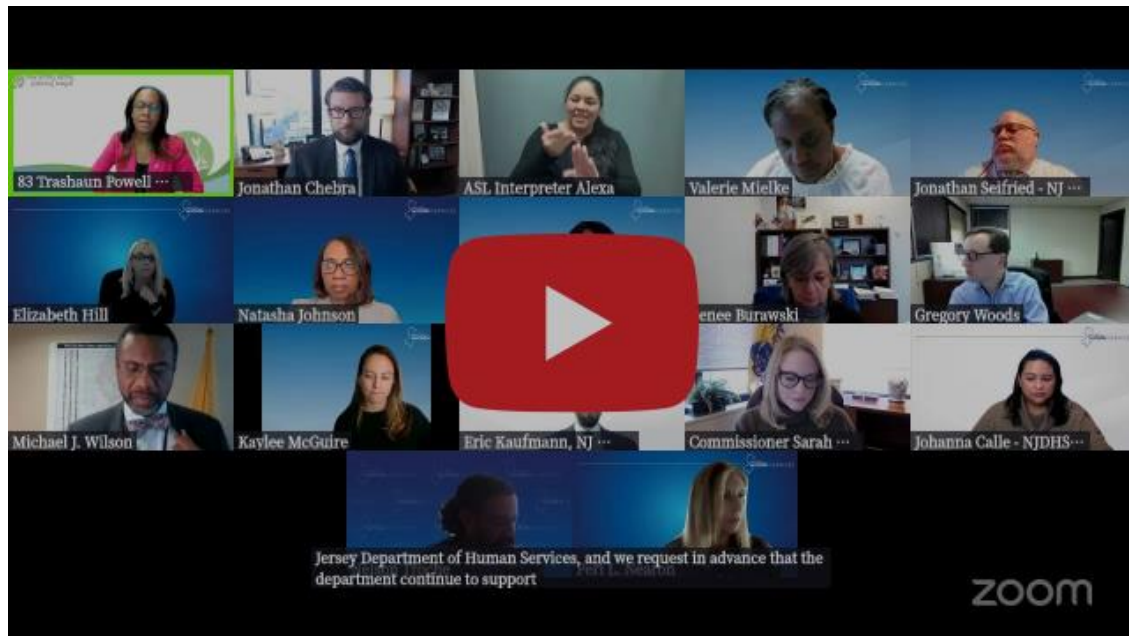 83 Trashaun Powell ...
Jonathan Chebra
ASL Interpreter Alexa
Valerie Mielke
Jonathan Seifried - NJ ...
Elizabeth Hill
Natasha Johnson
enee Burawski
Gregory Woods
Michael J. Wilson
Kaylee McGuire
Eric Kaufmann, NJ ...
Commissioner Sarah ...
Johanna Calle - NJDHS...
Jersey Department of Human Services, and we request in advance that the
department continue to support
Peri L. Nearon
zoom